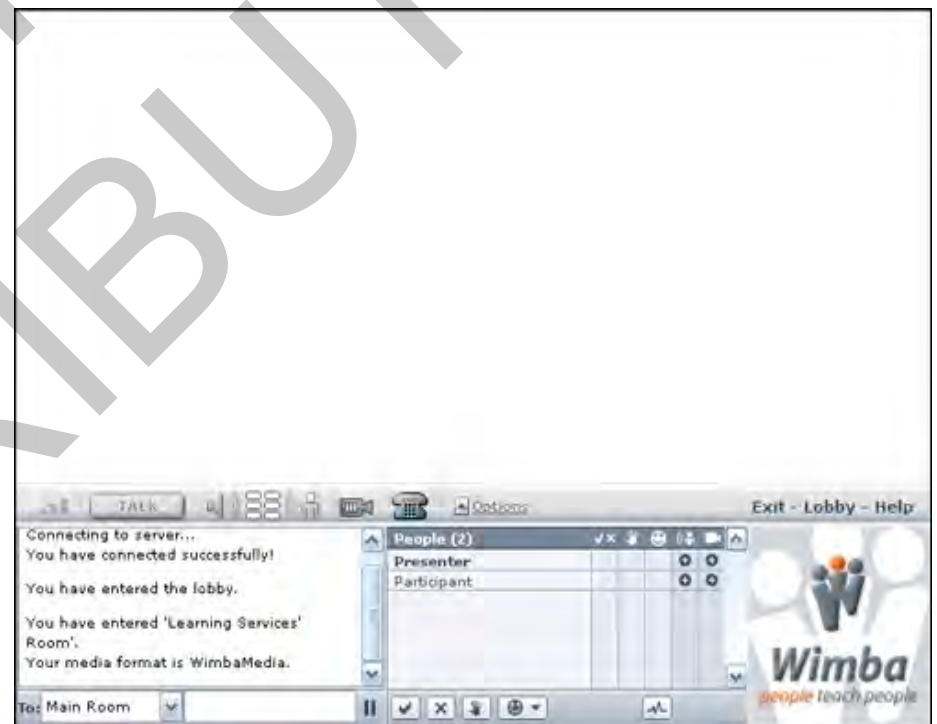 TALK
Options
Exit - Lobby - Help
Connecting to server...
You have connected successfully!
You have entered the lobby.
You have entered 'Learning Services'
Room'.
Your media format is WimbaMedia.
People (2)
Presenter
Participant
To: Main Room
Wimba
people teach people